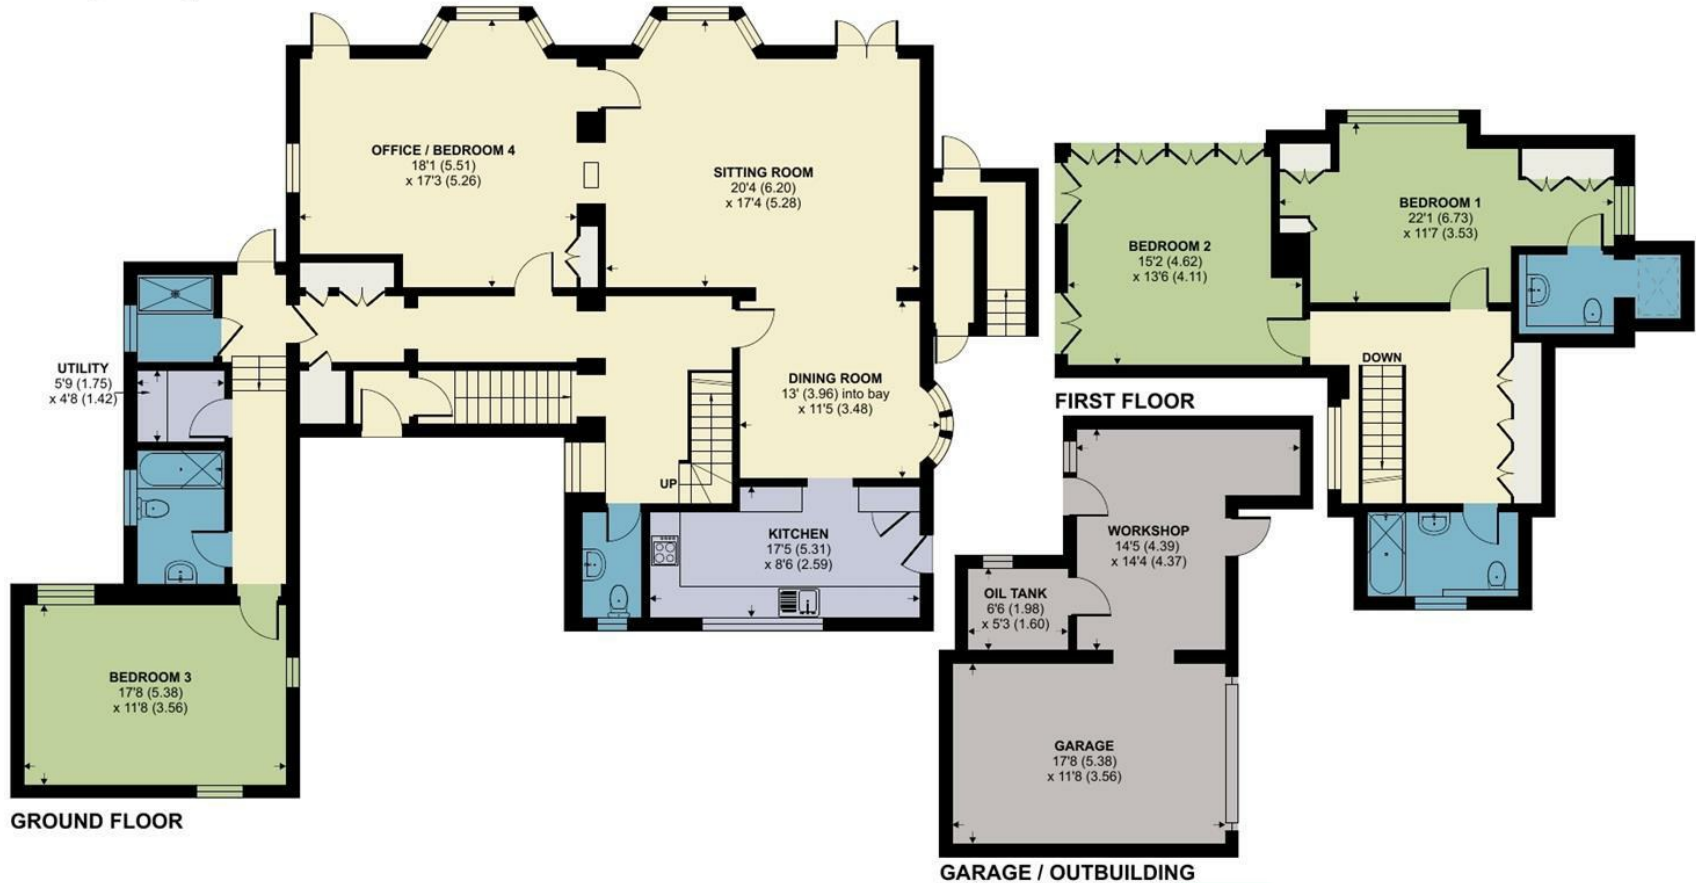 OFFICE / BEDROOM 4
18'1 (5.51)
x 17'3 (5.26)
SITTING ROOM
20'4 (6.20)
x 17'4 (5.28)
UTILITY
5'9 (1.75)
x 4'8 (1.42)
DINING ROOM
13' (3.96) into bay
x 11'5 (3.48)
UP
KITCHEN
17'5 (5.31)
x 8'6 (2.59)
BEDROOM 3
17'8 (5.38)
x 11'8 (3.56)
GROUND FLOOR
BEDROOM 1
22'1 (6.73)
x 11'7 (3.53)
BEDROOM 2
15'2 (4.62)
x 13'6 (4.11)
DOWN
FIRST FLOOR
WORKSHOP
14'5 (4.39)
x 14'4 (4.37)
OIL TANK
6'6 (1.98)
x 5'3 (1.60)
GARAGE
17'8 (5.38)
x 11'8 (3.56)
GARAGE / OUTBUILDING